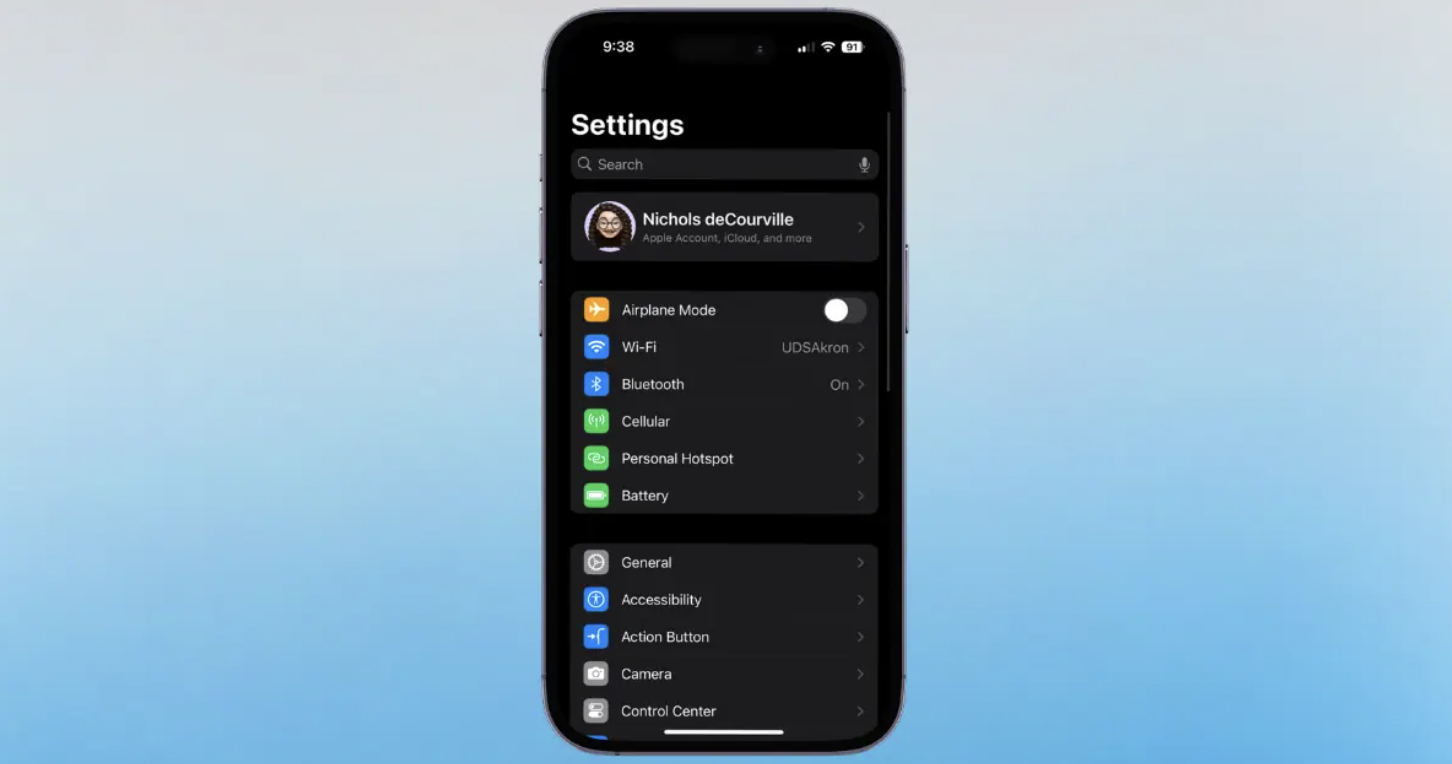 9:38
91
Settings
Search
Nichols deCourville
Apple Account, iCloud, and more
Airplane Mode
Wi-Fi UDSAkron
Bluetooth On
Cellular
Personal Hotspot
Battery
General
Accessibility
Action Button
Camera
Control Center